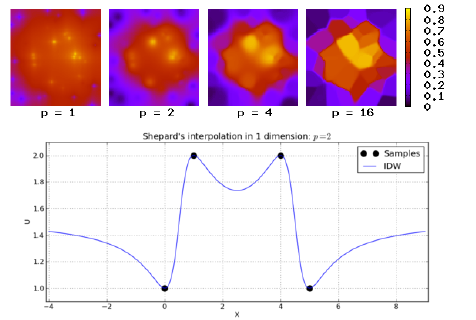 0.9
0.8
0.7
0.6
0.5
0.4
0.3
0.2
0.1
0
p = 1 p = 2 p = 4 p = 16
Shepard's interpolation in 1 dimension: p=2
Samples
IDW
2.0
1.8
1.6
1.4
1.2
1.0
u
−4 −2 0 2 4 6 8
x